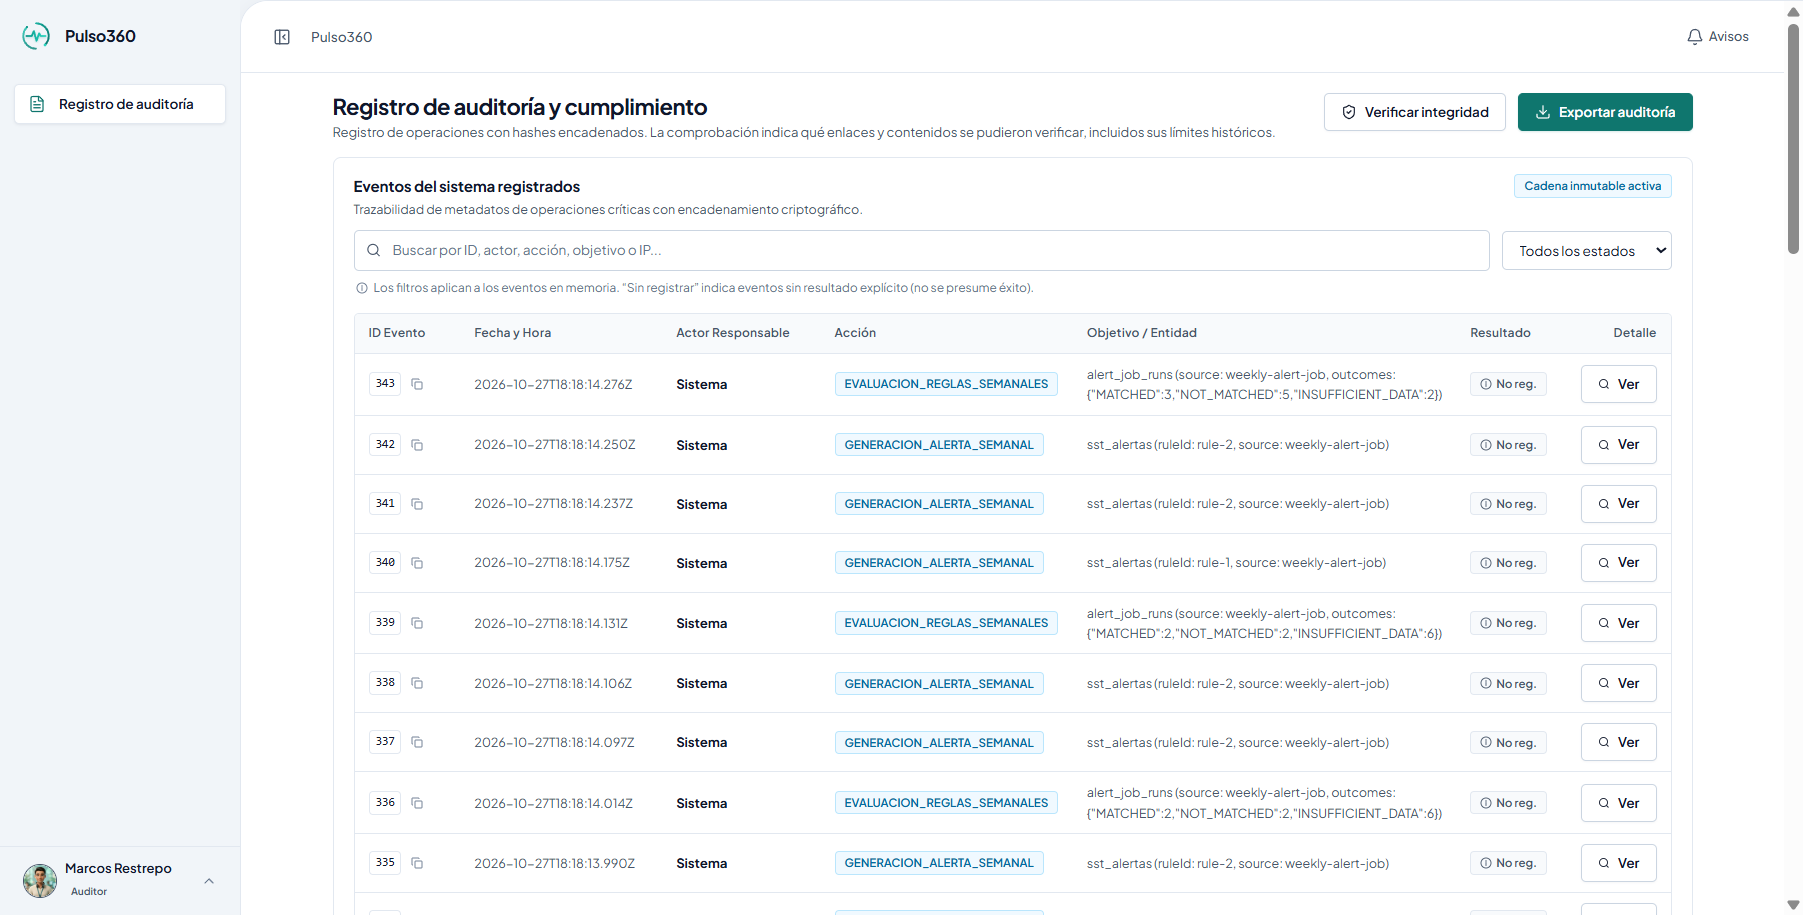 Pulso360
Pulso360
Avisos
Registro de auditoría
Registro de auditoría y cumplimiento
Registro de operaciones con hashes encadenados. La comprobación indica qué enlaces y contenidos se pudieron verificar, incluidos sus límites históricos.
Verificar integridad
Exportar auditoría
Eventos del sistema registrados
Cadena inmutable activa
Trazabilidad de metadatos de operaciones críticas con encadenamiento criptográfico.
Buscar por ID, actor, acción, objetivo o IP...
Todos los estados
Los filtros aplican a los eventos en memoria. "Sin registrar" indica eventos sin resultado explícito (no se presume éxito).
ID Evento Fecha y Hora Actor Responsable Acción Objetivo / Entidad Resultado Detalle
343 2026-10-27T18:18:14.276Z Sistema EVALUACION_REGLAS_SEMANALES alert_job_runs (source: weekly-alert-job, outcomes:
{"MATCHED":3,"NOT_MATCHED":5,"INSUFFICIENT_DATA":2}) No reg. Ver
342 2026-10-27T18:18:14.250Z Sistema GENERACION_ALERTA_SEMANAL sst_alertas (ruleId: rule-2, source: weekly-alert-job) No reg. Ver
341 2026-10-27T18:18:14.237Z Sistema GENERACION_ALERTA_SEMANAL sst_alertas (ruleId: rule-2, source: weekly-alert-job) No reg. Ver
340 2026-10-27T18:18:14.175Z Sistema GENERACION_ALERTA_SEMANAL sst_alertas (ruleId: rule-1, source: weekly-alert-job) No reg. Ver
339 2026-10-27T18:18:14.131Z Sistema EVALUACION_REGLAS_SEMANALES alert_job_runs (source: weekly-alert-job, outcomes:
{"MATCHED":2,"NOT_MATCHED":2,"INSUFFICIENT_DATA":6}) No reg. Ver
338 2026-10-27T18:18:14.106Z Sistema GENERACION_ALERTA_SEMANAL sst_alertas (ruleId: rule-2, source: weekly-alert-job) No reg. Ver
337 2026-10-27T18:18:14.097Z Sistema GENERACION_ALERTA_SEMANAL sst_alertas (ruleId: rule-2, source: weekly-alert-job) No reg. Ver
336 2026-10-27T18:18:14.014Z Sistema EVALUACION_REGLAS_SEMANALES alert_job_runs (source: weekly-alert-job, outcomes:
{"MATCHED":2,"NOT_MATCHED":2,"INSUFFICIENT_DATA":6}) No reg. Ver
335 2026-10-27T18:18:13.990Z Sistema GENERACION_ALERTA_SEMANAL sst_alertas (ruleId: rule-2, source: weekly-alert-job) No reg. Ver
Marcos Restrepo
Auditor